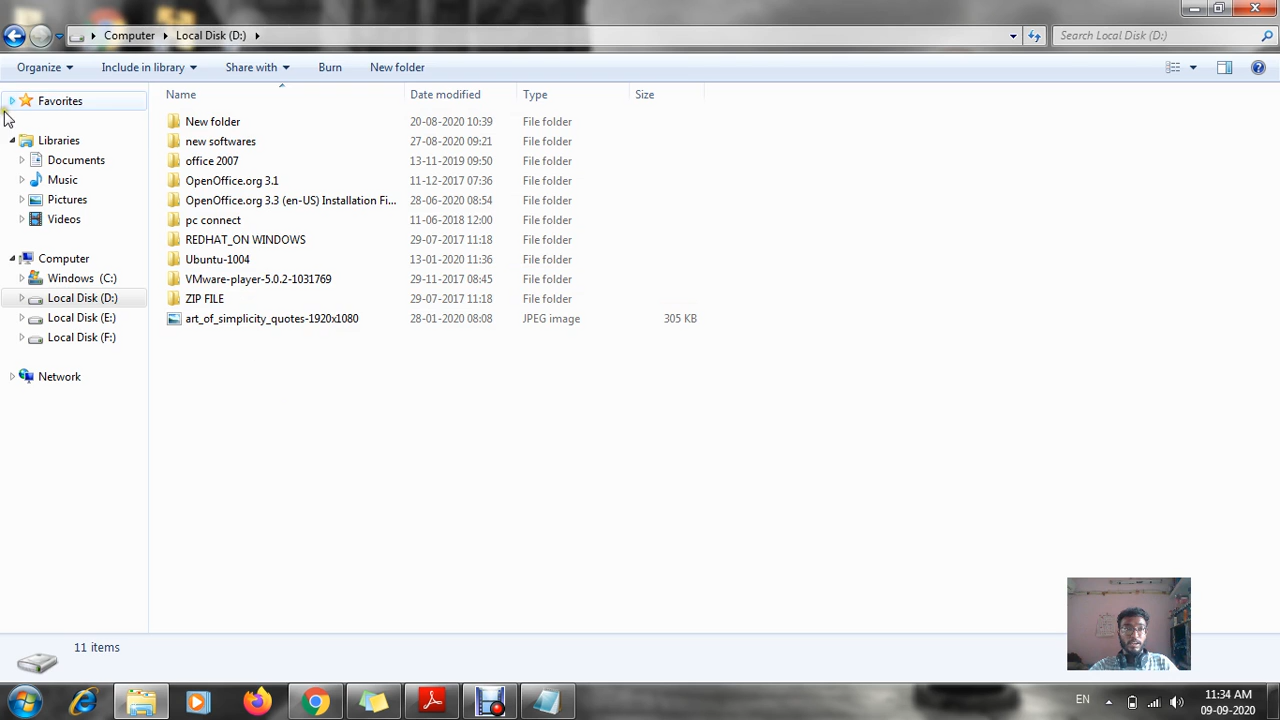 Computer Local Disk (D:)
Search Local Disk (D:)
Organize Include in library Share with Burn New folder
Favorites
Libraries
Documents
Music
Pictures
Videos
Computer
Windows (C:)
Local Disk (D:)
Local Disk (E:)
Local Disk (F:)
Network
Name Date modified Type Size
New folder 20-08-2020 10:39 File folder
new softwares 27-08-2020 09:21 File folder
office 2007 13-11-2019 09:50 File folder
OpenOffice.org 3.1 11-12-2017 07:36 File folder
OpenOffice.org 3.3 (en-US) Installation Fi... 28-06-2020 08:54 File folder
pc connect 11-06-2018 12:00 File folder
REDHAT_ON WINDOWS 29-07-2017 11:18 File folder
Ubuntu-1004 13-01-2020 11:36 File folder
VMware-player-5.0.2-1031769 29-11-2017 08:45 File folder
ZIP FILE 29-07-2017 11:18 File folder
art_of_simplicity_quotes-1920x1080 28-01-2020 08:08 JPEG image 305 KB
11 items
EN
11:34 AM
09-09-2020